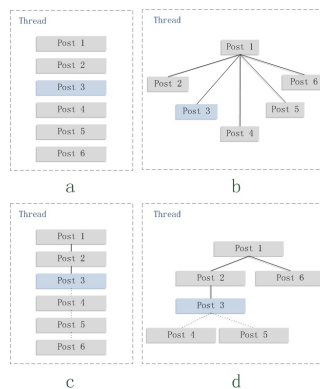 Thread
Post 1
Post 2
Post 3
Post 4
Post 5
Post 6
a
Thread
Post 1
Post 2
Post 6
Post 3
Post 5
Post 4
b
Thread
Post 1
Post 2
Post 3
Post 4
Post 5
Post 6
c
Thread
Post 1
Post 2
Post 6
Post 3
Post 4
Post 5
d